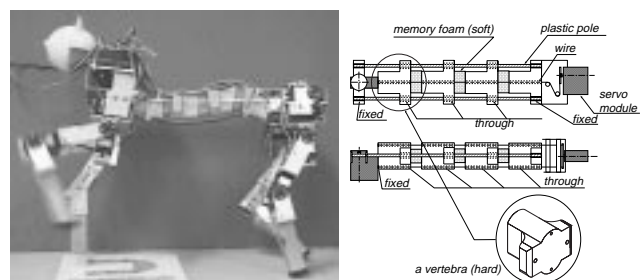 memory foam (soft)
plastic pole
wire
servo
module
fixed
through
fixed
fixed
through
a vertebra (hard)